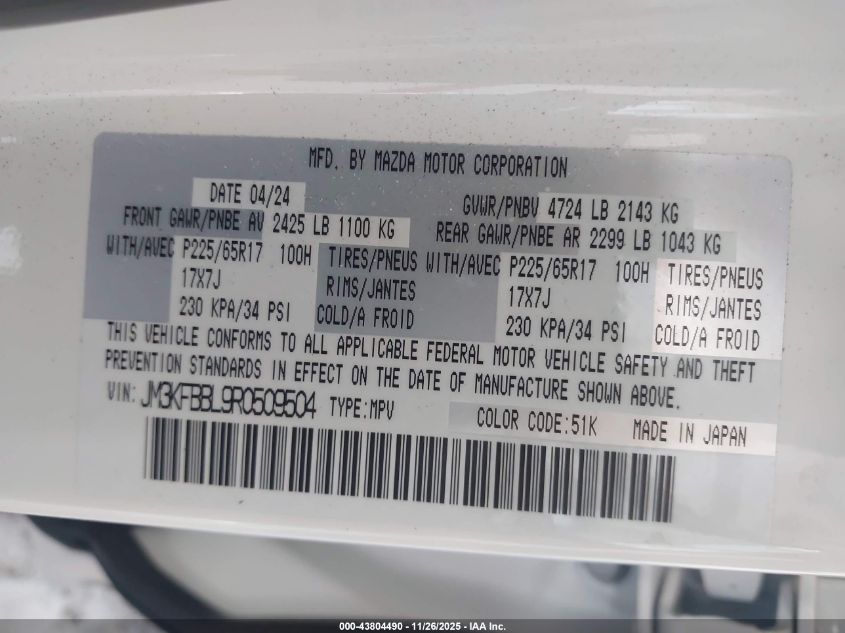 MFD. BY MAZDA MOTOR CORPORATION
DATE 04/24 GVWR/PNBV 4724 LB 2143 KG
FRONT GAWR/PNBE AV 2425 LB 1100 KG REAR GAWR/PNBE AR 2299 LB 1043 KG
WITH/AVEC P225/65R17 100H TIRES/PNEUS WITH/AVEC P225/65R17 100H TIRES/PNEUS
17X7J RIMS/JANTES 17X7J RIMS/JANTES
230 KPA/34 PSI COLD/A FROID 230 KPA/34 PSI COLD/A FROID
THIS VEHICLE CONFORMS TO ALL APPLICABLE FEDERAL MOTOR VEHICLE SAFETY AND THEFT
PREVENTION STANDARDS IN EFFECT ON THE DATE OF MANUFACTURE SHOWN ABOVE.
VIN: JM3KFBBL9R0509504 TYPE:MPV COLOR CODE:51K MADE IN JAPAN
000-43804490 - 11/26/2025 - IAA Inc.